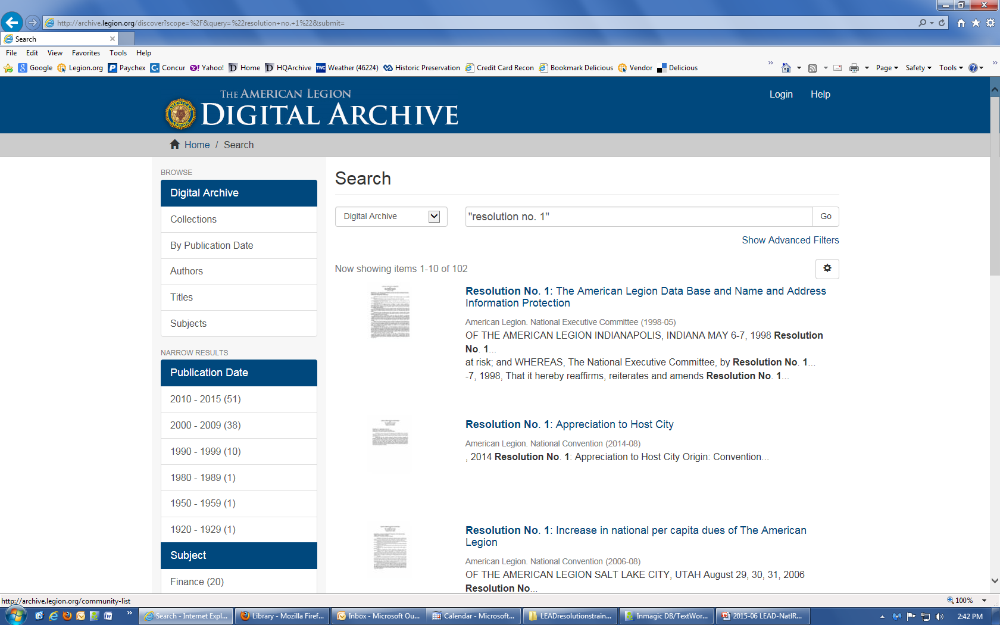 http://archive.legion.org/discover?scope=%2F&query=%22resolution+no.+1%22&submit=
Search
File Edit View Favorites Tools Help
Google Legion.org Paychex Concur Yahoo! Home HQArchive Weather (46224) Historic Preservation Credit Card Recon Bookmark Delicious Vendor Delicious Page Safety Tools
THE AMERICAN LEGION
DIGITAL ARCHIVE
Login Help
Home / Search
BROWSE
Digital Archive
Collections
By Publication Date
Authors
Titles
Subjects
NARROW RESULTS
Publication Date
2010 - 2015 (51)
2000 - 2009 (38)
1990 - 1999 (10)
1980 - 1989 (1)
1950 - 1959 (1)
1920 - 1929 (1)
Subject
Finance (20)
Search
Digital Archive "resolution no. 1" Go
Show Advanced Filters
Now showing items 1-10 of 102
Resolution No. 1: The American Legion Data Base and Name and Address
Information Protection
American Legion. National Executive Committee (1998-05)
OF THE AMERICAN LEGION INDIANAPOLIS, INDIANA MAY 6-7, 1998 Resolution
No. 1...
at risk; and WHEREAS, The National Executive Committee, by Resolution No. 1...
-7, 1998, That it hereby reaffirms, reiterates and amends Resolution No. 1...
Resolution No. 1: Appreciation to Host City
American Legion. National Convention (2014-08)
, 2014 Resolution No. 1: Appreciation to Host City Origin: Convention...
Resolution No. 1: Increase in national per capita dues of The American
Legion
American Legion. National Convention (2006-08)
OF THE AMERICAN LEGION SALT LAKE CITY, UTAH August 29, 30, 31, 2006
Resolution No...
http://archive.legion.org/community-list
100%
Search - Internet Expl... Library - Mozilla Firef... Inbox - Microsoft Ou... Calendar - Microsoft... LEADresolutionstrain... Inmagic DB/TextWor... 2015-06 LEAD-NatlR... 2:42 PM